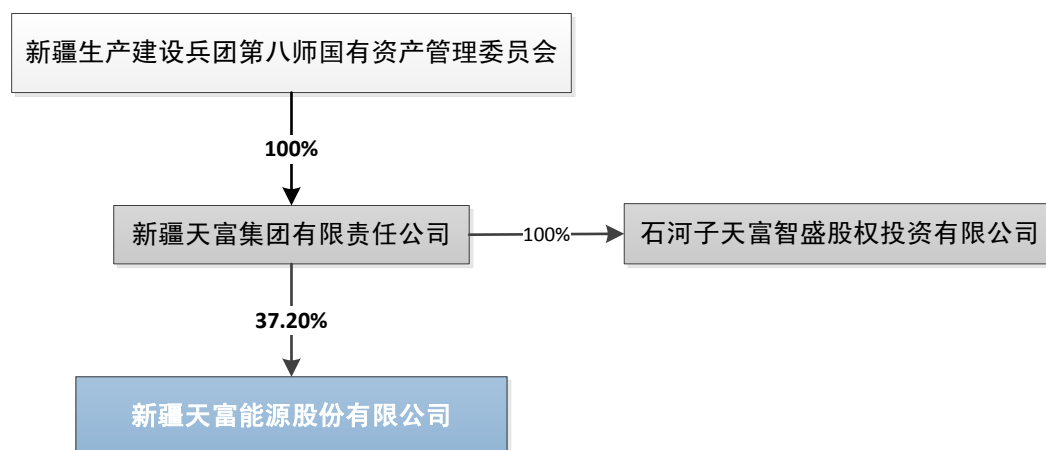 新疆生产建设兵团第八师国有资产管理委员会
100%
新疆天富集团有限责任公司
100%
石河子天富智盛股权投资有限公司
37.20%
新疆天富能源股份有限公司